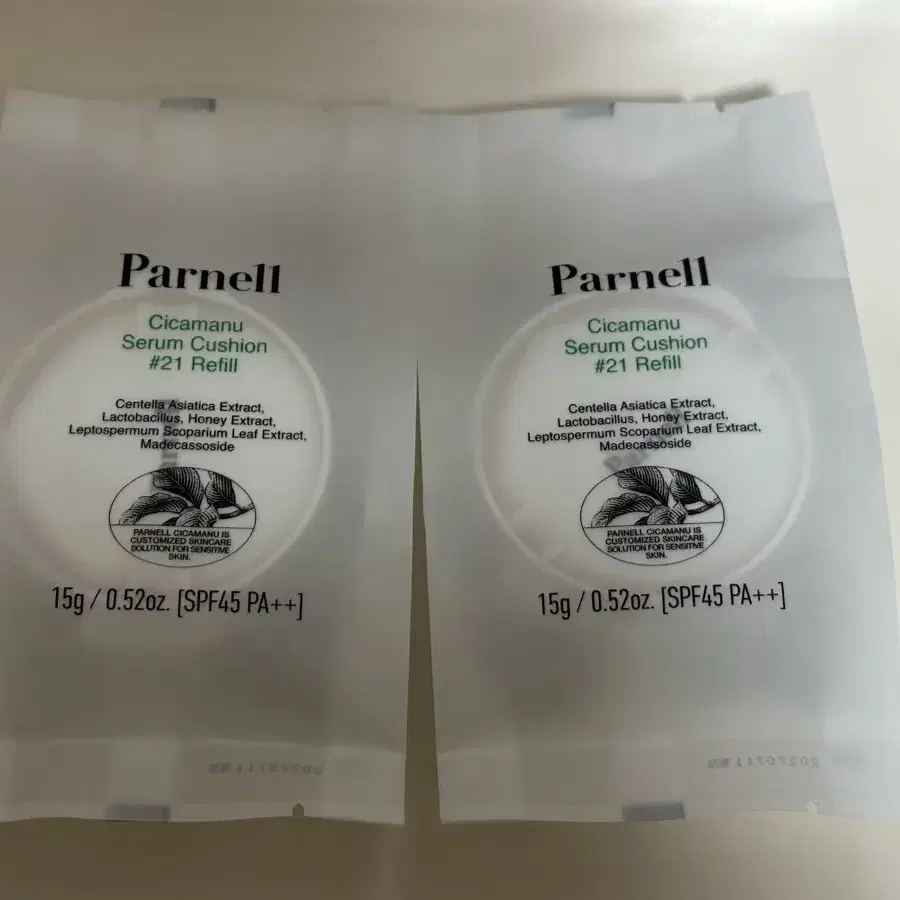 Parnell
Cicamanu
Serum Cushion
#21 Refill
Centella Asiatica Extract,
Lactobacillus, Honey Extract,
Leptospermum Scoparium Leaf Extract,
Madecassoside
PARNELL CICAMANU IS
CUSTOMIZED SKINCARE
SOLUTION FOR SENSITIVE
SKIN.
15g / 0.52oz. [SPF45 PA++]
Parnell
Cicamanu
Serum Cushion
#21 Refill
Centella Asiatica Extract,
Lactobacillus, Honey Extract,
Leptospermum Scoparium Leaf Extract,
Madecassoside
PARNELL CICAMANU IS
CUSTOMIZED SKINCARE
SOLUTION FOR SENSITIVE
SKIN.
15g / 0.52oz. [SPF45 PA++]